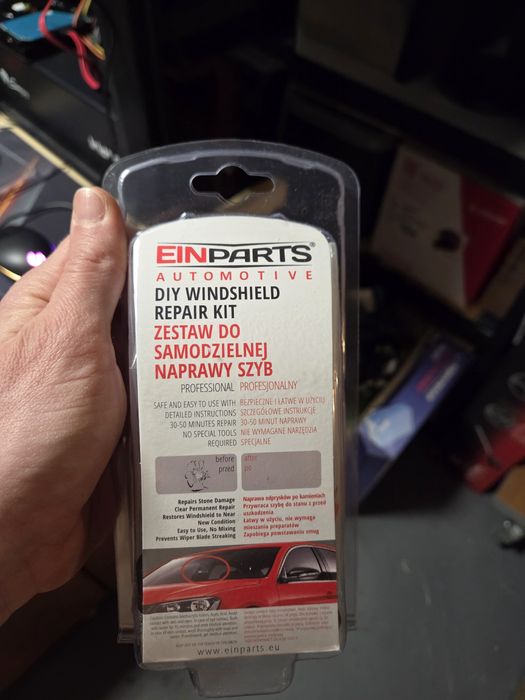 EINPARTS®
AUTOMOTIVE
DIY WINDSHIELD
REPAIR KIT
ZESTAW DO
SAMODZIELNEJ
NAPRAWY SZYB
PROFESSIONAL PROFESJONALNY
SAFE AND EASY TO USE WITH
DETAILED INSTRUCTIONS
30-50 MINUTES REPAIR
NO SPECIAL TOOLS
REQUIRED
BEZPIECZNE I ŁATWE W UŻYCIU
SZCZEGÓŁOWE INSTRUKCJE
30-50 MINUT NAPRAWY
NIE WYMAGANE NARZĘDZIA
SPECJALNE
before
przed
after
po
Repairs Stone Damage
Clear Permanent Repair
Restores Windshield to Near
New Condition
Easy to Use, No Mixing
Prevents Wiper Blade Streaking
Naprawa odprysków po kamieniach
Przywraca szybę do stanu z przed
uszkodzenia
Łatwy w użyciu, nie wymaga
mieszania preparatów
Zapobiega powstawaniu smug
www.einparts.eu